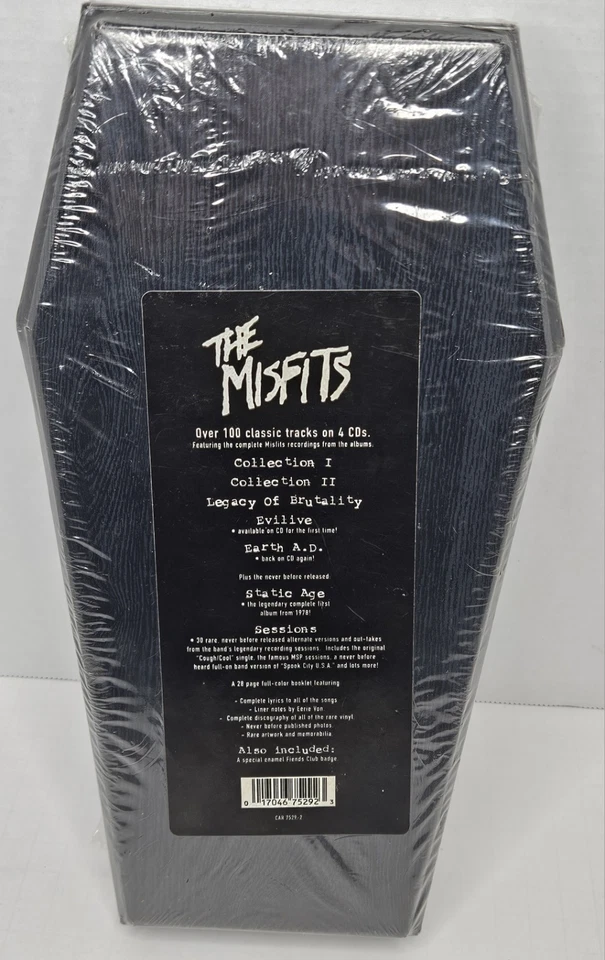 THE
MISFITS
Over 100 classic tracks on 4 CDs.
Featuring the complete Misfits recordings from the albums.
Collection I
Collection II
Legacy Of Brutality
Evilive
* available on CD for the first time!
Earth A.D.
* back on CD again!
Plus the never before released
Static Age
* the legendary complete first
album from 1978!
Sessions
* 30 rare, never before released alternate versions and out-takes
from the band's legendary recording sessions. Includes the original
"Cough/Cool" single, the famous MSP sessions, a never before
heard full-on band version of "Spook City U.S.A." and lots more!
A 28 page full-color booklet featuring
- Complete lyrics to all of the songs
- Liner notes by Eerie Von
- Complete discography of all of the rare vinyl
- Never before published photos
- Rare artwork and memorabilia
Also included:
A special enamel Fiends Club badge
0 17046 75292 3
CAR 7529-2